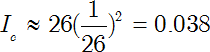 I_c ≈ 26(1/26)² = 0.038